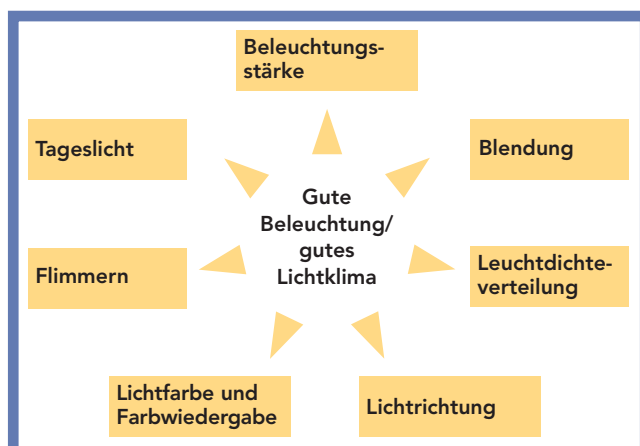 Beleuchtungs-
stärke
Tageslicht
Blendung
Gute
Beleuchtung/
gutes
Lichtklima
Flimmern
Leuchtdichte-
verteilung
Lichtfarbe und
Farbwiedergabe
Lichtrichtung